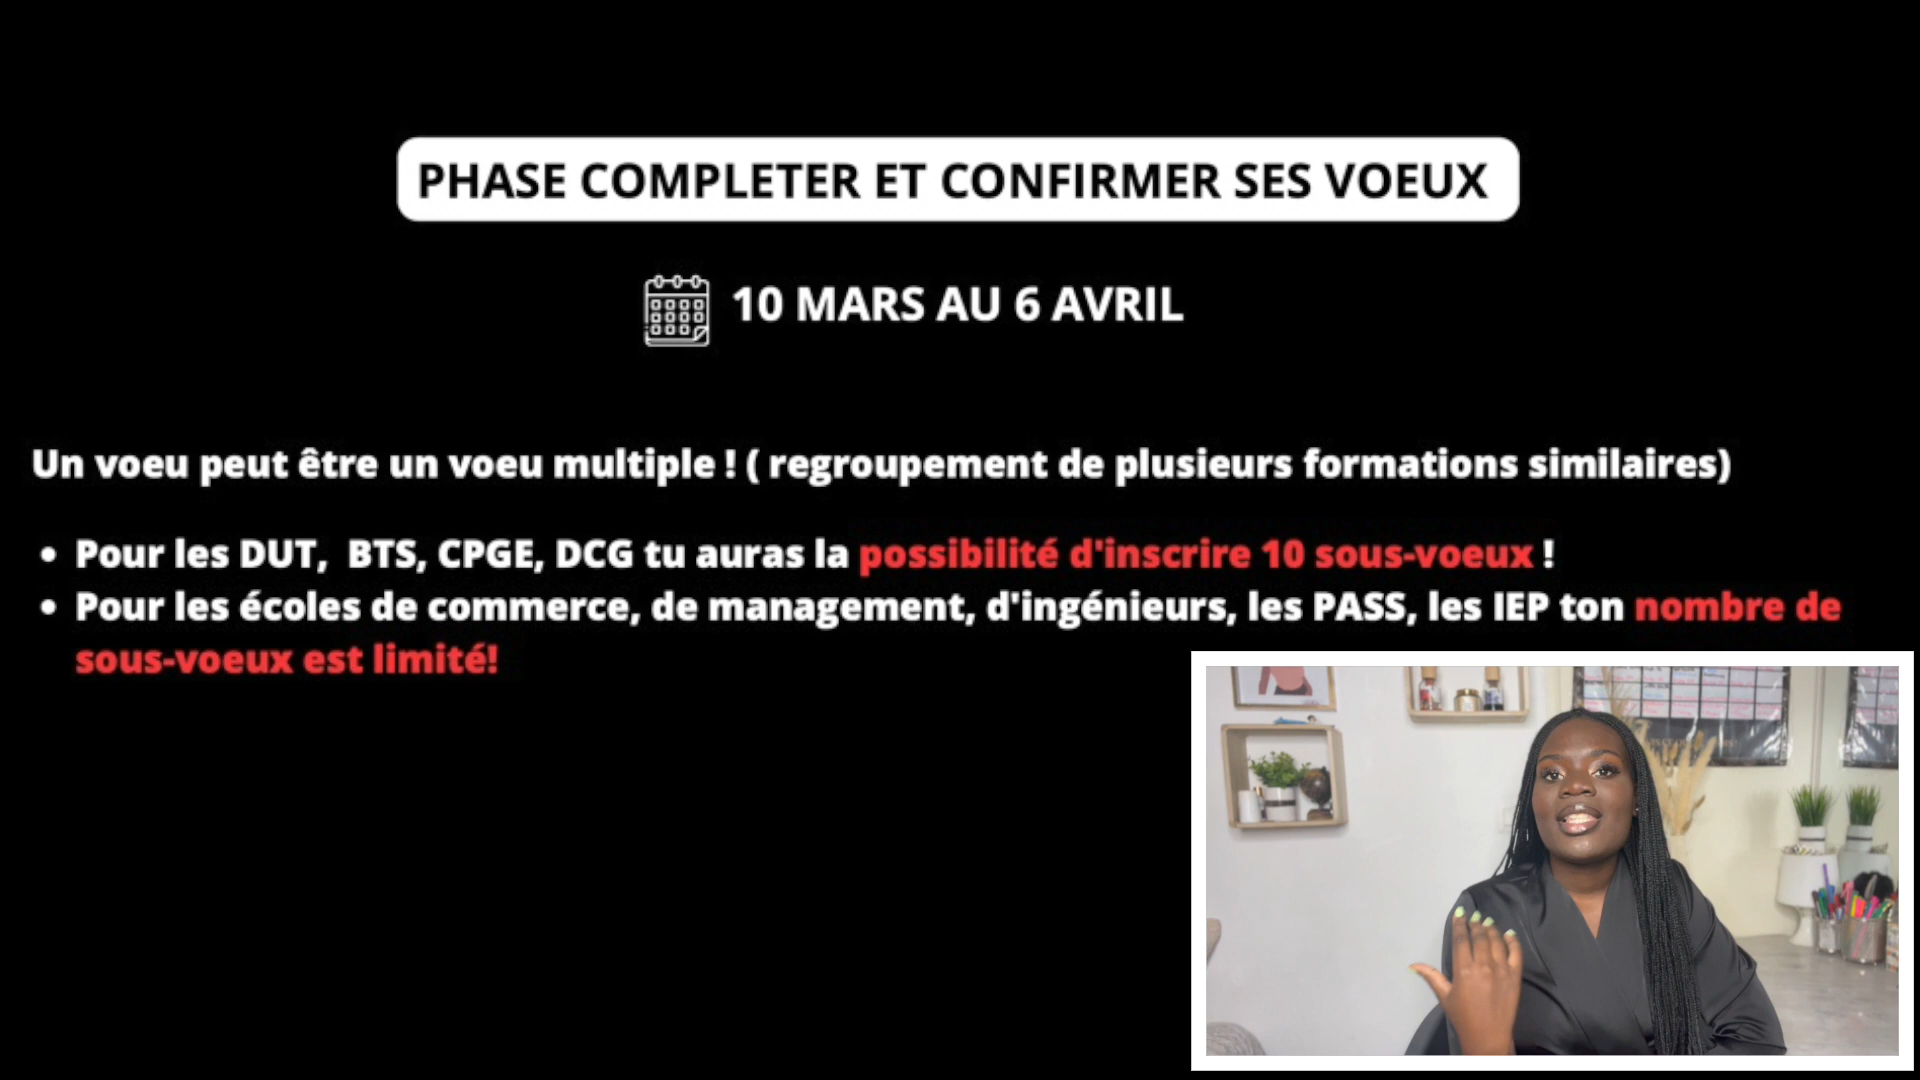 PHASE COMPLETER ET CONFIRMER SES VOEUX
10 MARS AU 6 AVRIL
Un voeu peut être un voeu multiple ! ( regroupement de plusieurs formations similaires)
• Pour les DUT, BTS, CPGE, DCG tu auras la possibilité d'inscrire 10 sous-voeux !
• Pour les écoles de commerce, de management, d'ingénieurs, les PASS, les IEP ton nombre de
sous-voeux est limité!